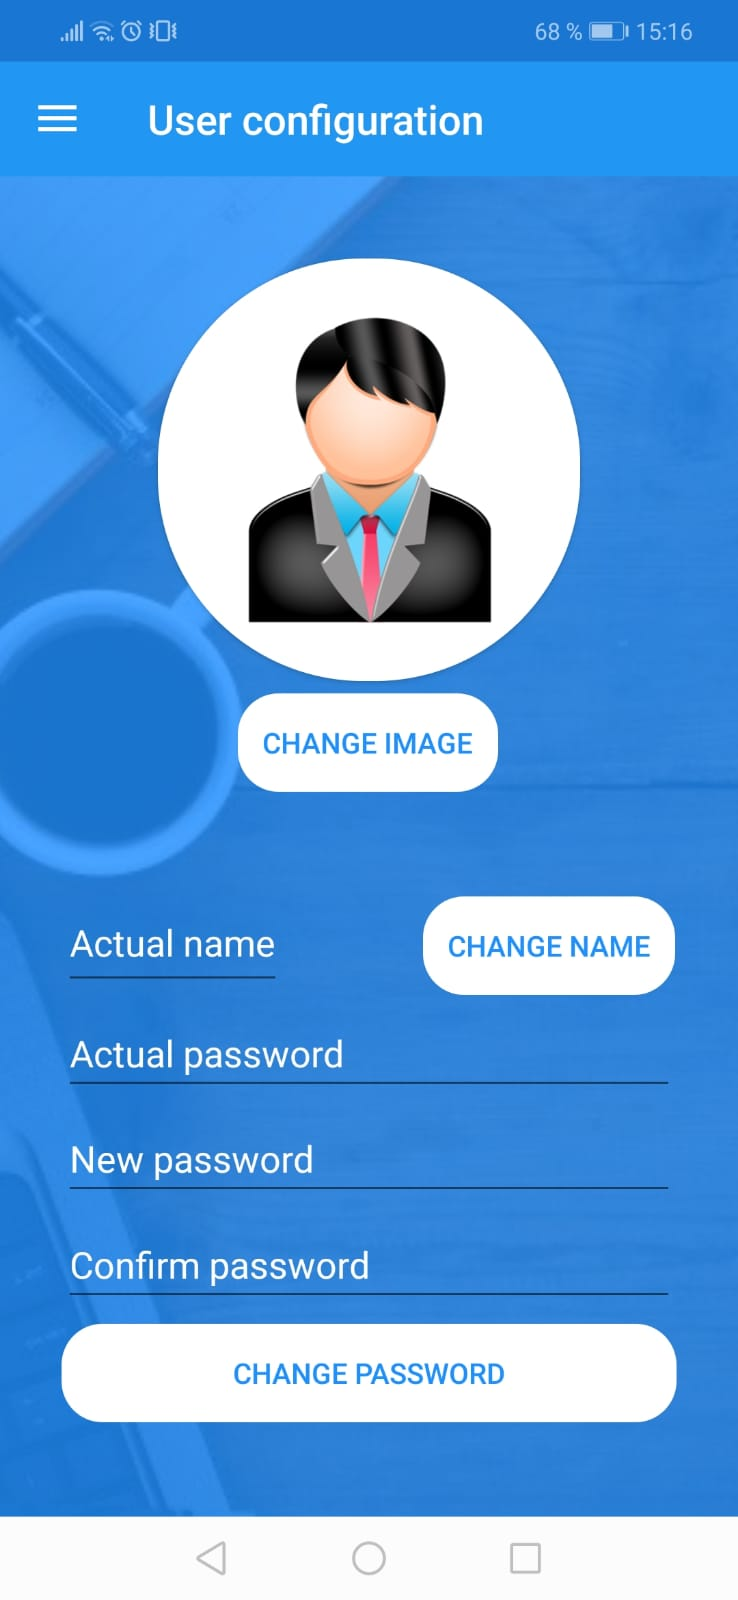 68 % 15:16
User configuration
CHANGE IMAGE
Actual name
CHANGE NAME
Actual password
New password
Confirm password
CHANGE PASSWORD